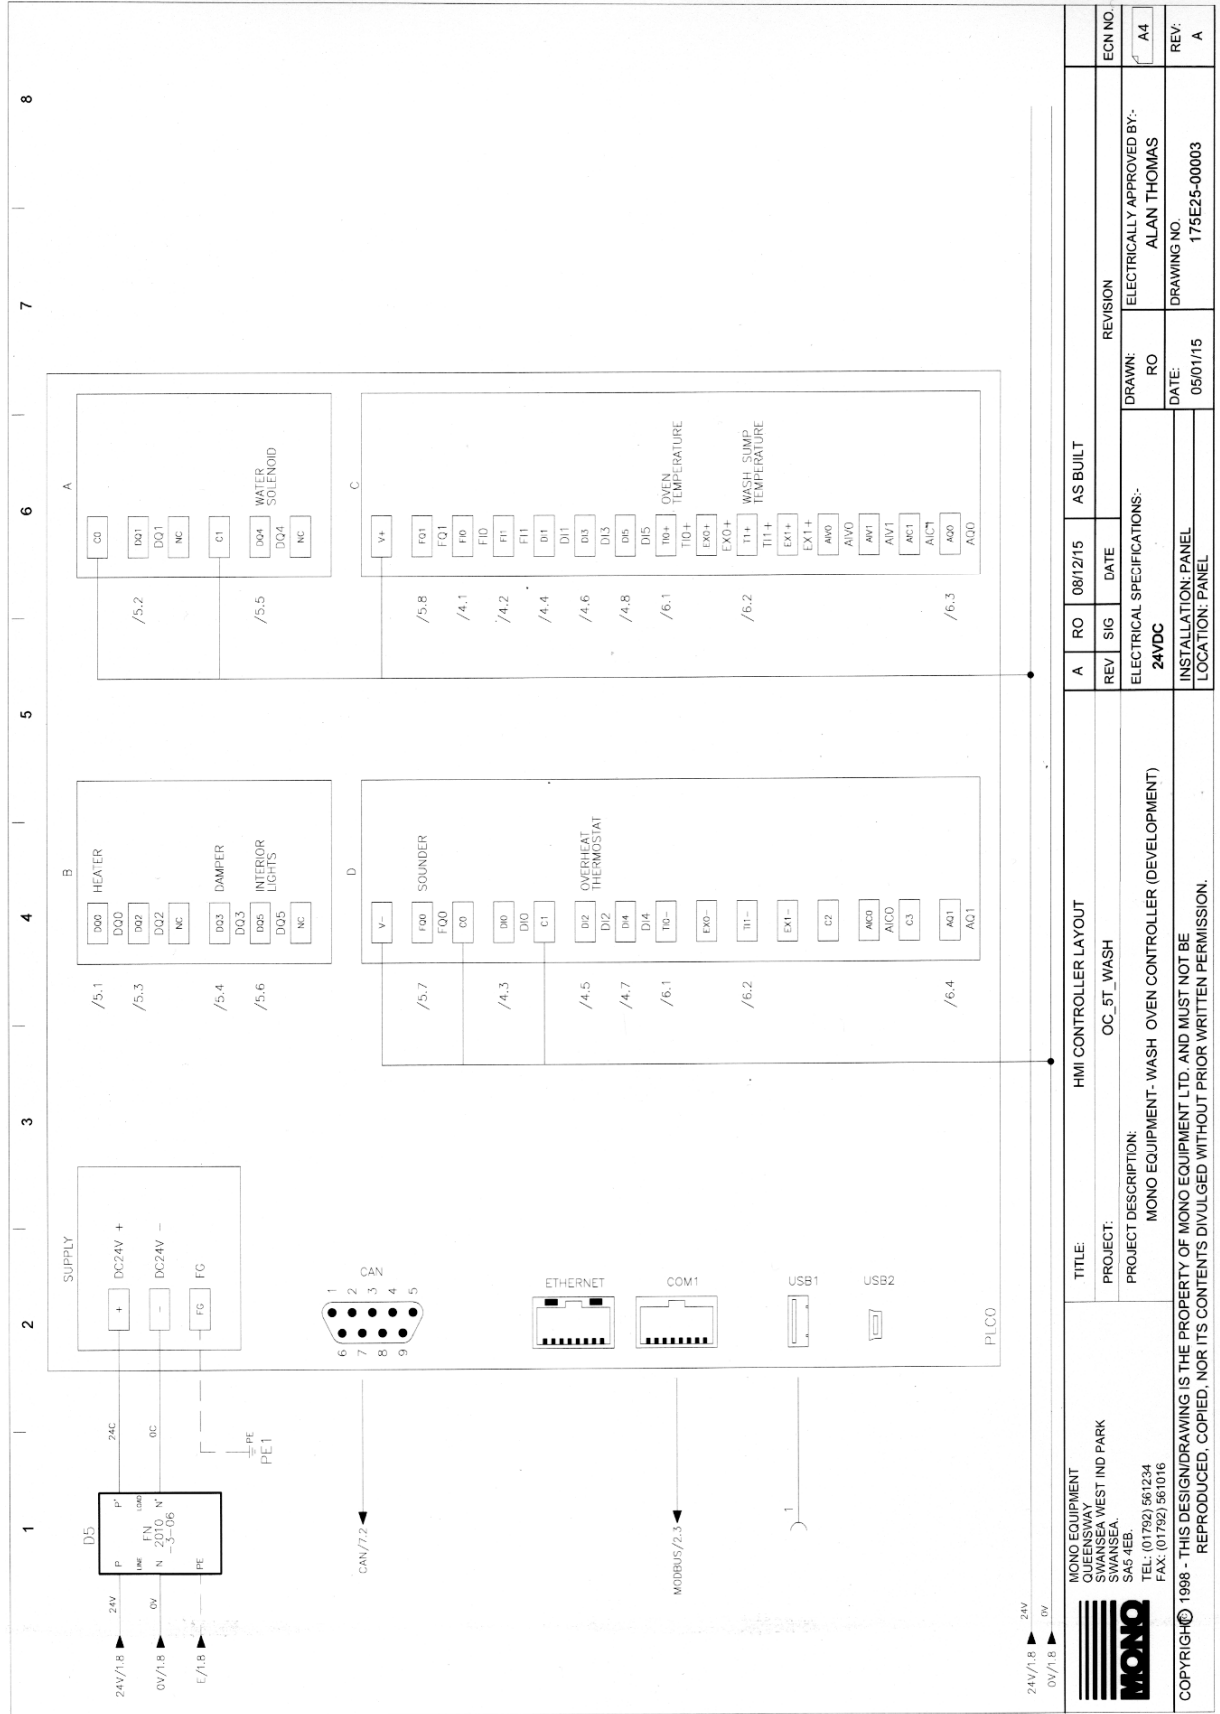 1
2
3
4
5
6
7
8
24V/1.8
24V
0V/1.8
0V
E/1.8
D5
P
P'
LINE
LOAD
FN
2010
-3-06
N
N'
PE
24C
0C
PE
PE1
SUPPLY
+
DC24V +
-
DC24V -
FG
FG
CAN/7.2
CAN
1
2
3
4
5
6
7
8
9
MODBUS/2.3
ETHERNET
COM1
1
USB1
USB2
PLC0
B
/5.1
DQ0
DQ0
HEATER
/5.3
DQ2
DQ2
NC
/5.4
DQ3
DQ3
DAMPER
/5.6
DQ5
DQ5
INTERIOR
LIGHTS
NC
D
V-
/5.7
FQ0
FQ0
SOUNDER
C0
/4.3
DI0
DI0
C1
/4.5
DI2
DI2
OVERHEAT
THERMOSTAT
/4.7
DI4
DI4
/6.1
TI0-
EX0-
/6.2
TI1-
EX1-
C2
AIC0
AIC0
C3
/6.4
AQ1
AQ1
A
C0
/5.2
DQ1
DQ1
NC
C1
/5.5
DQ4
DQ4
WATER
SOLENOID
NC
C
V+
/5.8
FQ1
FQ1
/4.1
FI0
FI0
/4.2
FI1
FI1
/4.4
DI1
DI1
/4.6
DI3
DI3
/4.8
DI5
DI5
/6.1
TI0+
TI0+
OVEN
TEMPERATURE
EX0+
EX0+
/6.2
T1+
TI1+
WASH SUMP
TEMPERATURE
EX1+
EX1+
AIV0
AIV0
AIV1
AIV1
AIC1
AIC1
/6.3
AQ0
AQ0
24V/1.8
24V
0V/1.8
0V
MONO
MONO EQUIPMENT
QUEENSWAY
SWANSEA WEST IND PARK
SWANSEA.
SA5 4EB.
TEL: (01792) 561234
FAX: (01792) 561016
TITLE:
HMI CONTROLLER LAYOUT
PROJECT:
OC_5T_WASH
PROJECT DESCRIPTION:
MONO EQUIPMENT- WASH OVEN CONTROLLER (DEVELOPMENT)
COPYRIGHT© 1998 - THIS DESIGN/DRAWING IS THE PROPERTY OF MONO EQUIPMENT LTD. AND MUST NOT BE
REPRODUCED, COPIED, NOR ITS CONTENTS DIVULGED WITHOUT PRIOR WRITTEN PERMISSION.
A
RO
08/12/15
AS BUILT
REV
SIG
DATE
REVISION
ECN NO.
ELECTRICAL SPECIFICATIONS:-
24VDC
DRAWN:
RO
ELECTRICALLY APPROVED BY:-
ALAN THOMAS
A4
INSTALLATION: PANEL
LOCATION: PANEL
DATE:
05/01/15
DRAWING NO.
175E25-00003
REV:
A